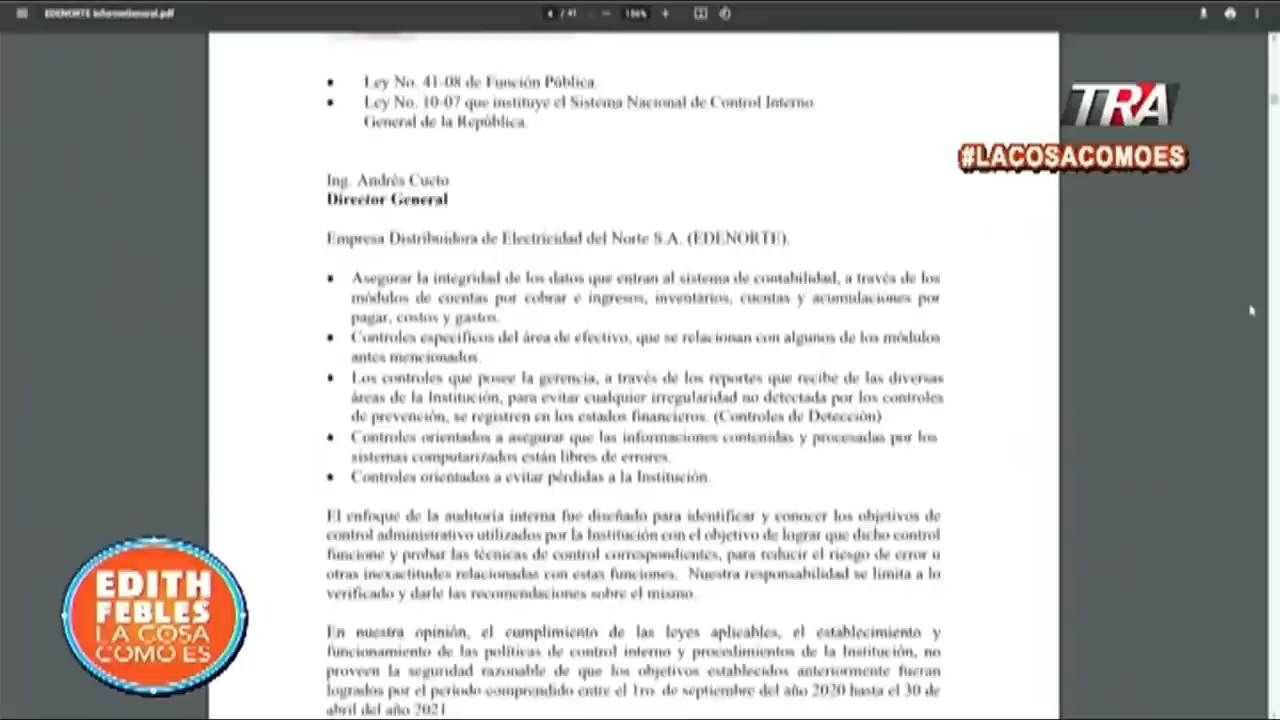 EDENORTE InformeGeneral.pdf
4 / 41
186%
• Ley No. 41-08 de Función Pública.
• Ley No. 10-07 que instituye el Sistema Nacional de Control Interno
General de la República.
TRA
#LACOSACOMOES
Ing. Andrés Cueto
Director General
Empresa Distribuidora de Electricidad del Norte S.A. (EDENORTE).
• Asegurar la integridad de los datos que entran al sistema de contabilidad, a través de los
módulos de cuentas por cobrar e ingresos, inventarios, cuentas y acumulaciones por
pagar, costos y gastos.
• Controles específicos del área de efectivo, que se relacionan con algunos de los módulos
antes mencionados.
• Los controles que posee la gerencia, a través de los reportes que recibe de las diversas
áreas de la Institución, para evitar cualquier irregularidad no detectada por los controles
de prevención, se registren en los estados financieros. (Controles de Detección)
• Controles orientados a asegurar que las informaciones contenidas y procesadas por los
sistemas computarizados están libres de errores.
• Controles orientados a evitar pérdidas a la Institución.
El enfoque de la auditoría interna fue diseñado para identificar y conocer los objetivos de
control administrativo utilizados por la Institución con el objetivo de lograr que dicho control
funcione y probar las técnicas de control correspondientes, para reducir el riesgo de error u
otras inexactitudes relacionadas con estas funciones. Nuestra responsabilidad se limita a lo
verificado y darle las recomendaciones sobre el mismo.
En nuestra opinión, el cumplimiento de las leyes aplicables, el establecimiento y
funcionamiento de las políticas de control interno y procedimientos de la Institución, no
proveen la seguridad razonable de que los objetivos establecidos anteriormente fueran
logrados por el periodo comprendido entre el 1ro. de septiembre del año 2020 hasta el 30 de
abril del año 2021
EDITH
FEBLES
LA COSA
COMO ES